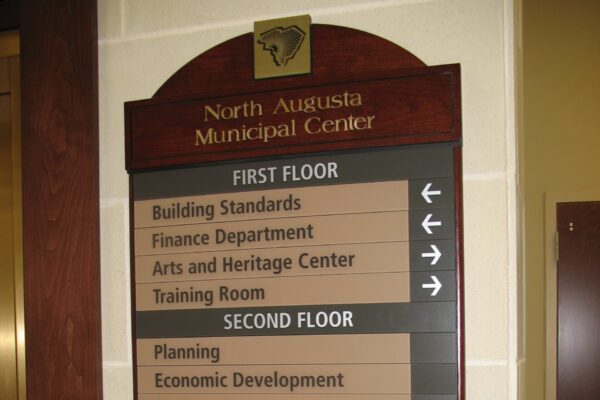 North Augusta
Municipal Center
FIRST FLOOR
Building Standards ←
Finance Department ←
Arts and Heritage Center →
Training Room →
SECOND FLOOR
Planning
Economic Development